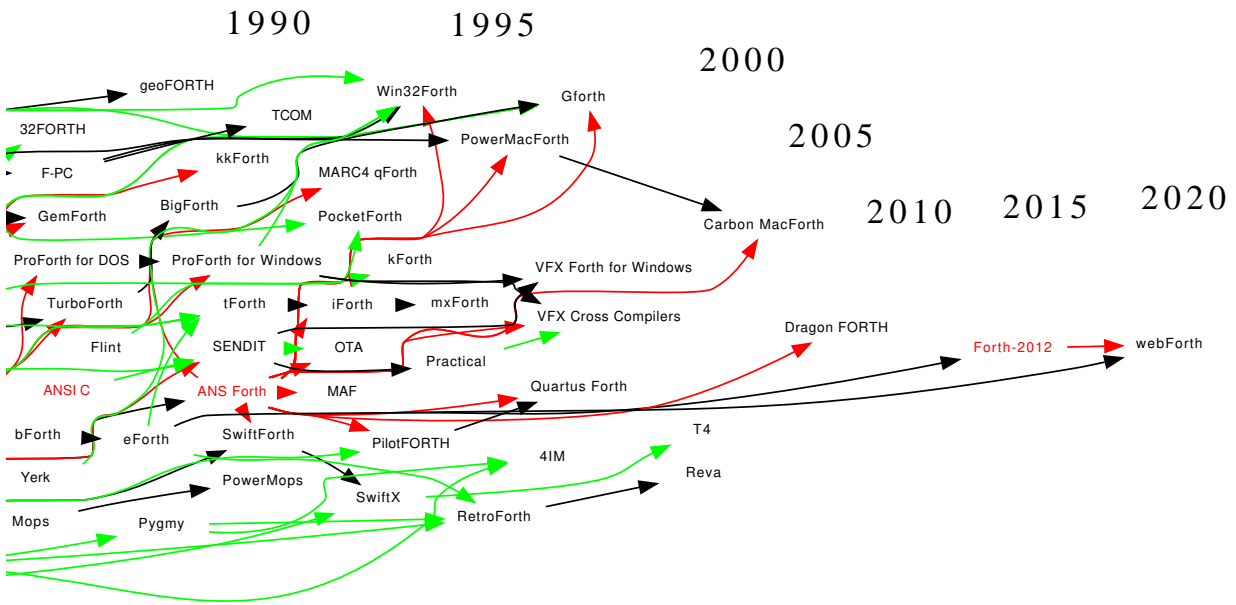 1990
1995
2000
2005
2010
2015
2020
geoFORTH
Win32Forth
Gforth
32FORTH
TCOM
PowerMacForth
F-PC
kkForth
MARC4 qForth
GemForth
BigForth
PocketForth
Carbon MacForth
ProForth for DOS
ProForth for Windows
kForth
VFX Forth for Windows
TurboForth
tForth
iForth
mxForth
VFX Cross Compilers
Dragon FORTH
Flint
SENDIT
OTA
Practical
Forth-2012
webForth
ANSI C
ANS Forth
MAF
Quartus Forth
bForth
eForth
SwiftForth
PilotFORTH
T4
4IM
Yerk
PowerMops
SwiftX
Reva
Mops
Pygmy
RetroForth